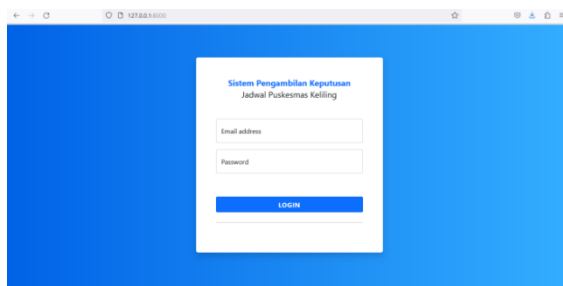 127.0.0.1:8000
Sistem Pengambilan Keputusan
Jadwal Puskesmas Keliling
Email address
Password
LOGIN